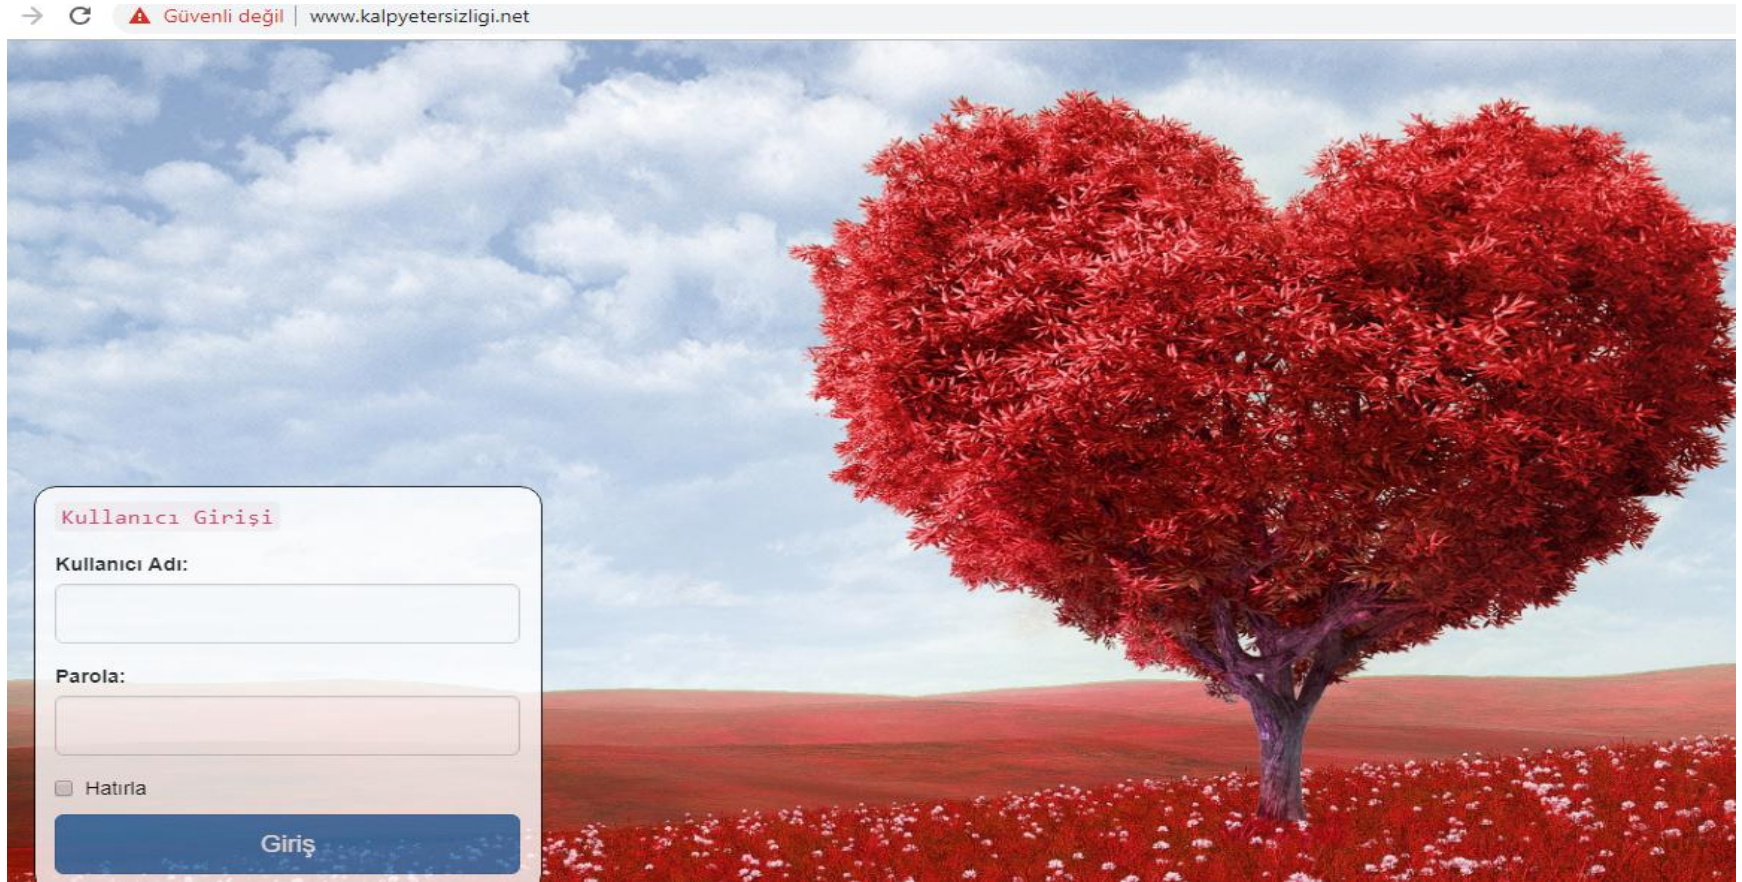 Güvenli değil | www.kalpyetersizligi.net
Kullanıcı Girişi
Kullanıcı Adı:
Parola:
Hatırla
Giriş